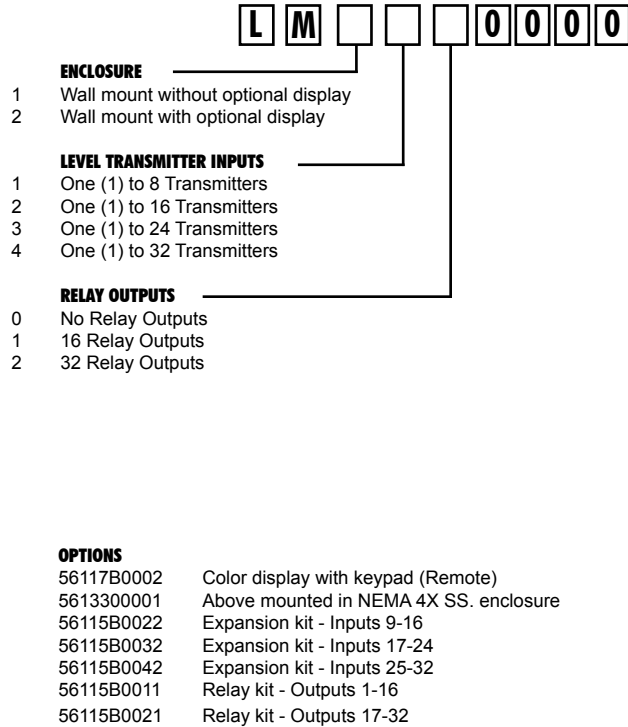 L M 0 0 0 0
ENCLOSURE
1 Wall mount without optional display
2 Wall mount with optional display
LEVEL TRANSMITTER INPUTS
1 One (1) to 8 Transmitters
2 One (1) to 16 Transmitters
3 One (1) to 24 Transmitters
4 One (1) to 32 Transmitters
RELAY OUTPUTS
0 No Relay Outputs
1 16 Relay Outputs
2 32 Relay Outputs
OPTIONS
56117B0002 Color display with keypad (Remote)
5613300001 Above mounted in NEMA 4X SS. enclosure
56115B0022 Expansion kit - Inputs 9-16
56115B0032 Expansion kit - Inputs 17-24
56115B0042 Expansion kit - Inputs 25-32
56115B0011 Relay kit - Outputs 1-16
56115B0021 Relay kit - Outputs 17-32